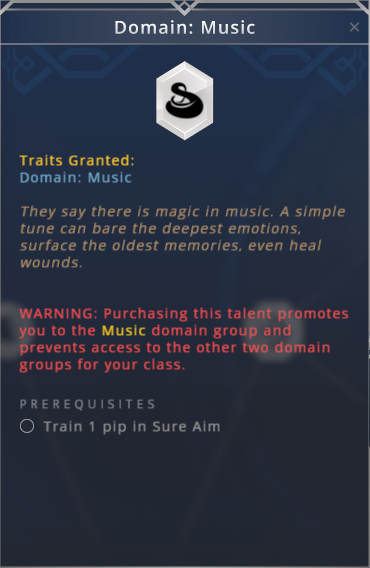 Domain: Music
Traits Granted:
Domain: Music
They say there is magic in music. A simple
tune can bare the deepest emotions,
surface the oldest memories, even heal
wounds.
WARNING: Purchasing this talent promotes
you to the Music domain group and
prevents access to the other two domain
groups for your class.
PREREQUISITES
Train 1 pip in Sure Aim